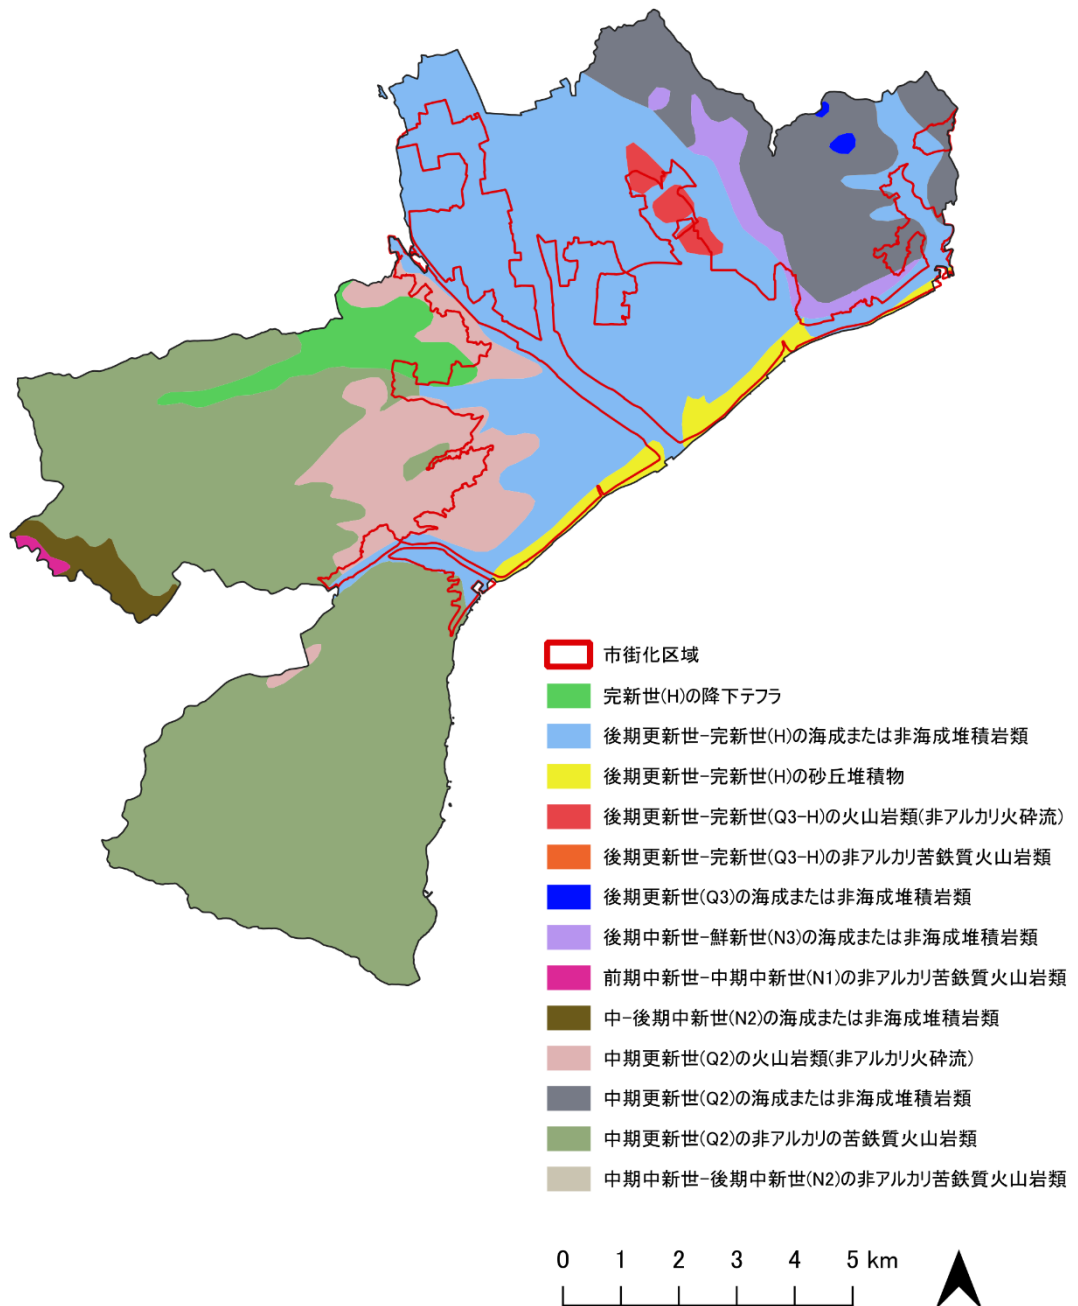 市街化区域
完新世(H)の降下テフラ
後期更新世-完新世(H)の海成または非海成堆積岩類
後期更新世-完新世(H)の砂丘堆積物
後期更新世-完新世(Q3-H)の火山岩類(非アルカリ火砕流)
後期更新世-完新世(Q3-H)の非アルカリ苦鉄質火山岩類
後期更新世(Q3)の海成または非海成堆積岩類
後期中新世-鮮新世(N3)の海成または非海成堆積岩類
前期中新世-中期中新世(N1)の非アルカリ苦鉄質火山岩類
中-後期中新世(N2)の海成または非海成堆積岩類
中期更新世(Q2)の火山岩類(非アルカリ火砕流)
中期更新世(Q2)の海成または非海成堆積岩類
中期更新世(Q2)の非アルカリの苦鉄質火山岩類
中期中新世-後期中新世(N2)の非アルカリ苦鉄質火山岩類
0 1 2 3 4 5 km